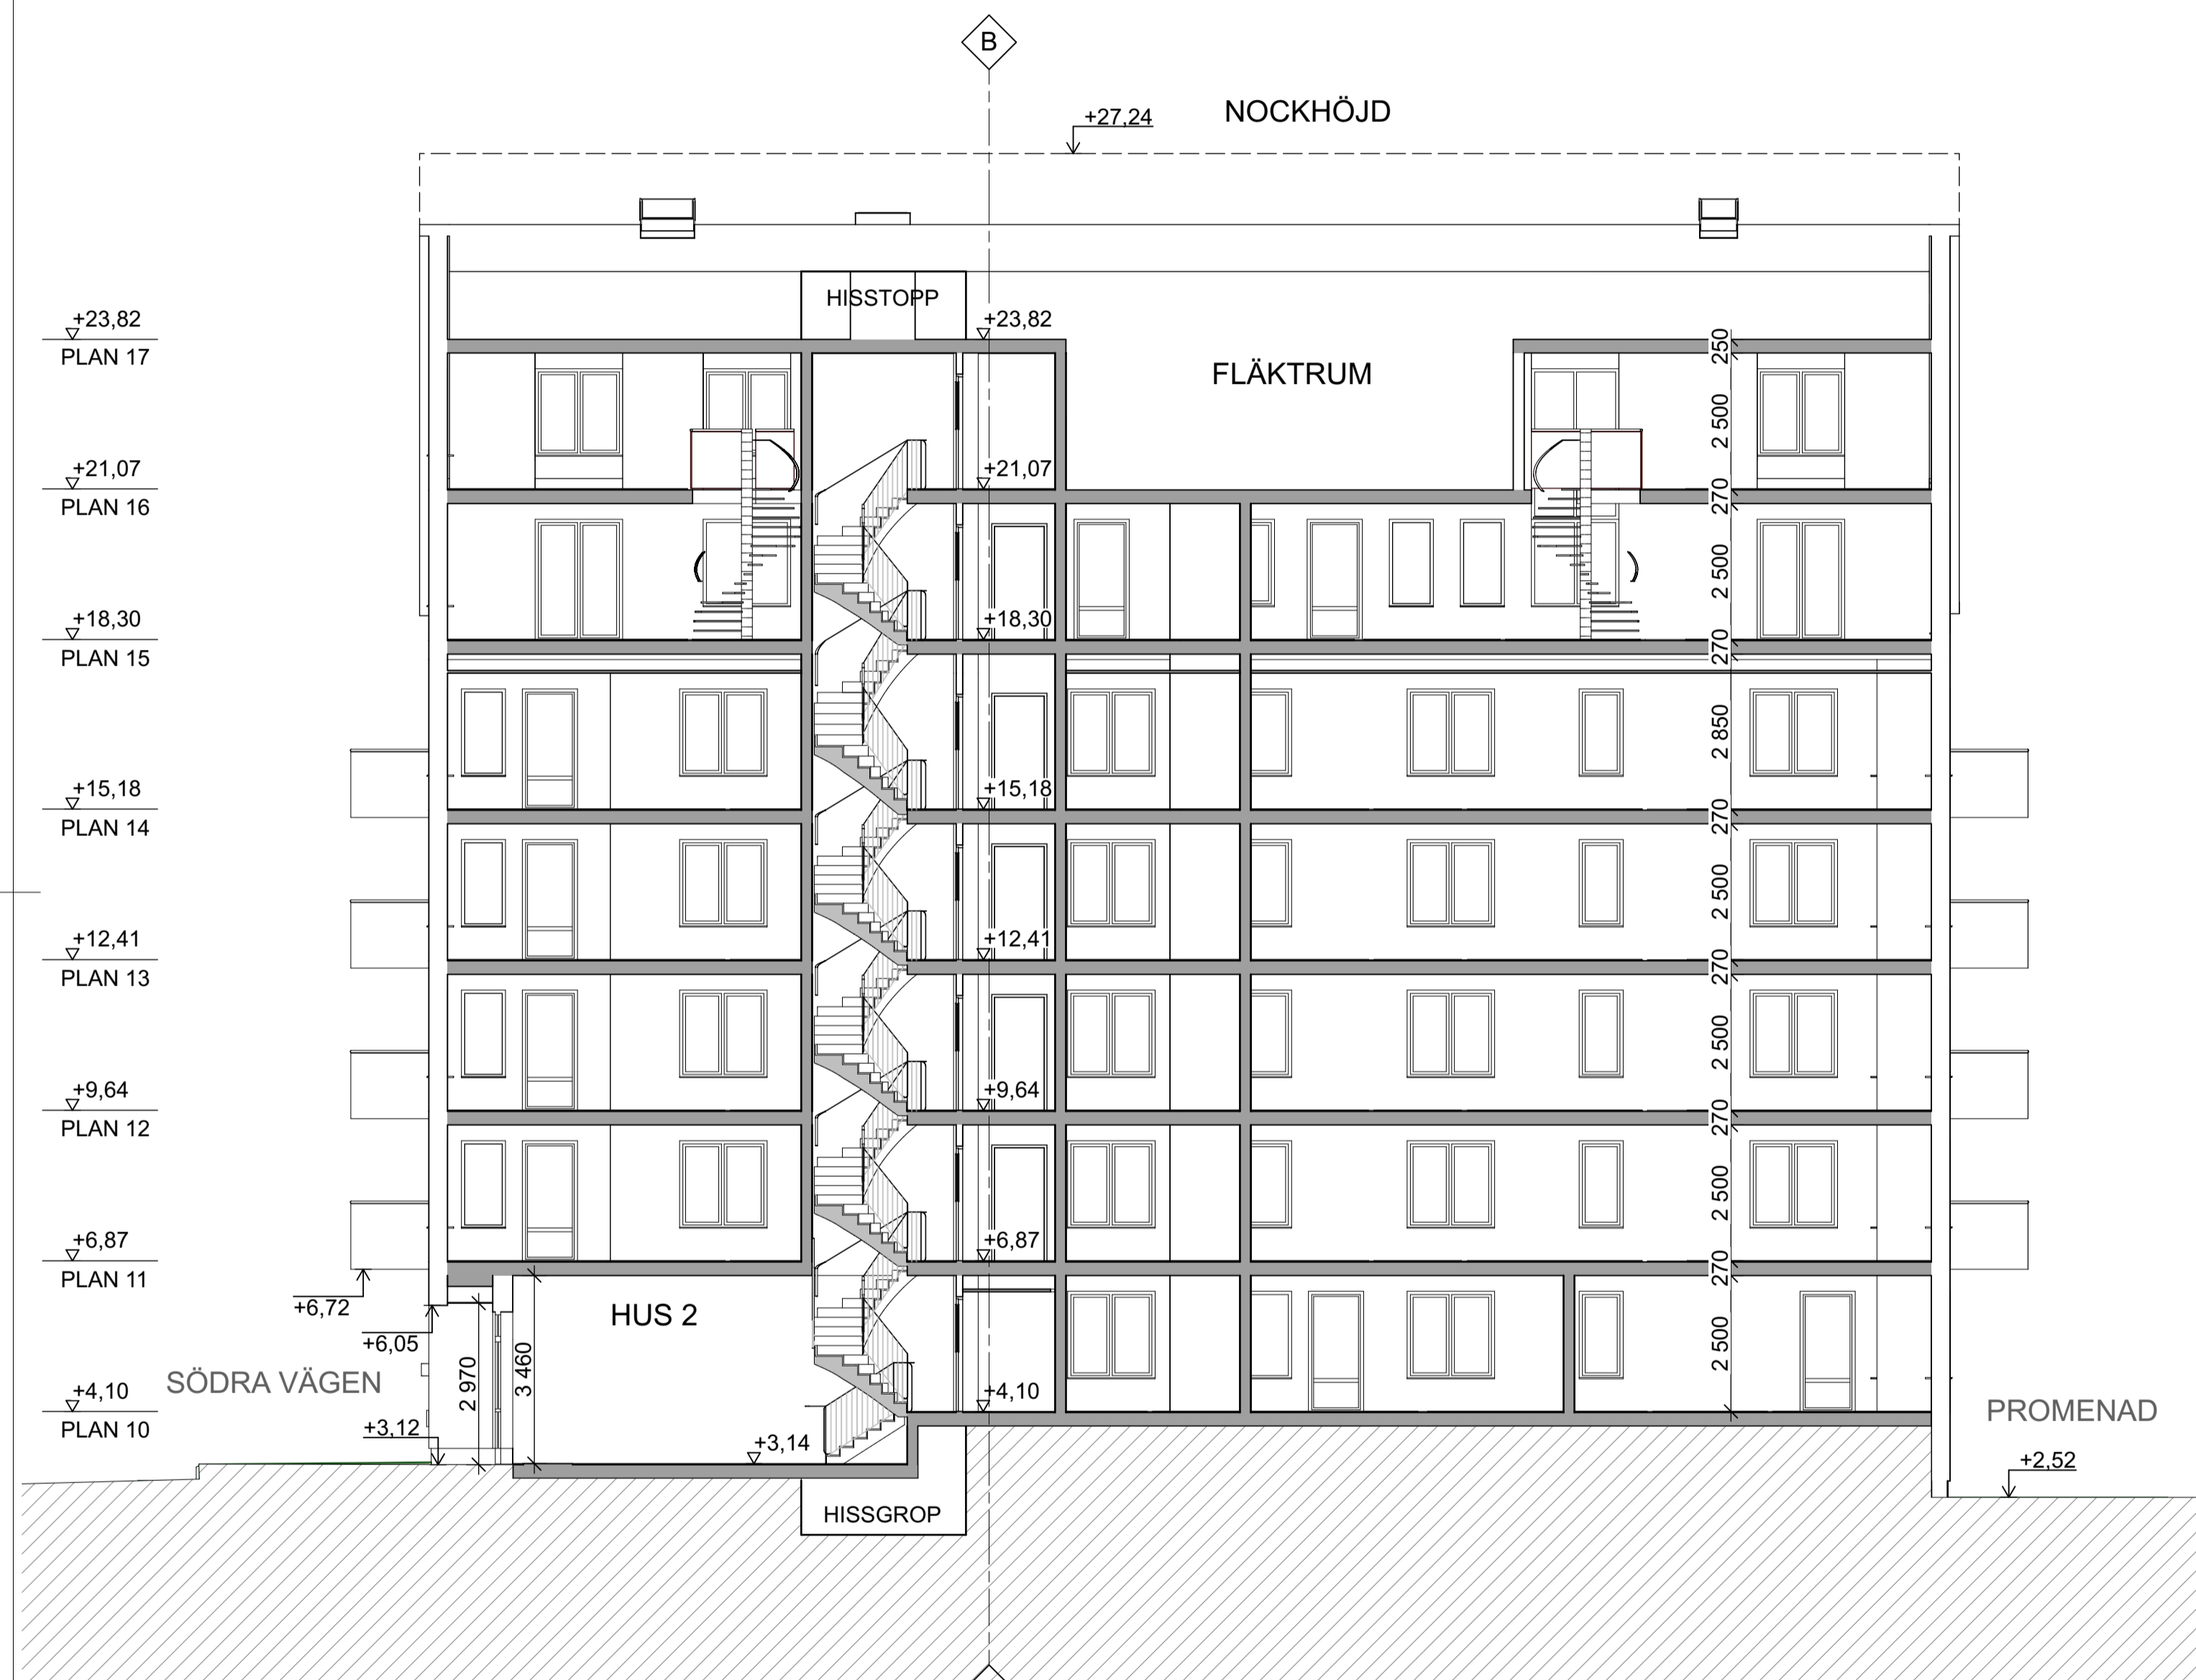 B
NOCKHÖJD
+27,24
HISSTOPP
+23,82
PLAN 17
+23,82
FLÄKTRUM
250
2 500
+21,07
PLAN 16
+21,07
270
2 500
+18,30
PLAN 15
+18,30
270
2 850
+15,18
PLAN 14
+15,18
270
2 500
+12,41
PLAN 13
+12,41
270
2 500
+9,64
PLAN 12
+9,64
270
2 500
+6,87
PLAN 11
+6,87
270
+6,72
HUS 2
+6,05
2 970
3 460
2 500
SÖDRA VÄGEN
+4,10
PLAN 10
+4,10
PROMENAD
+3,12
+3,14
+2,52
HISSGROP